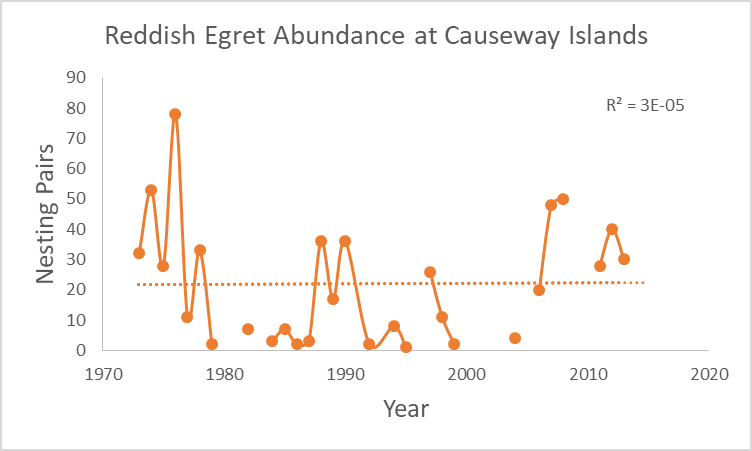 Reddish Egret Abundance at Causeway Islands
90
80
70
60
50
40
30
20
10
0
Nesting Pairs
R² = 3E-05
1970 1980 1990 2000 2010 2020
Year